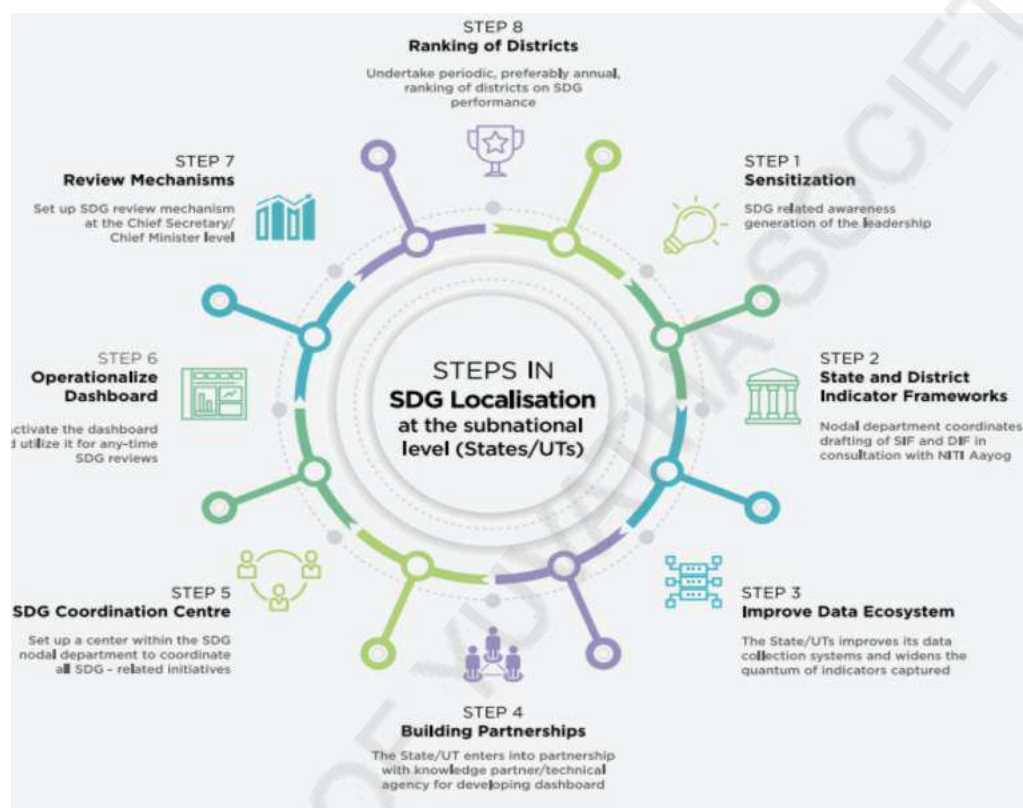 STEP 8
Ranking of Districts
Undertake periodic, preferably annual,
ranking of districts on SDG
performance
STEP 1
Sensitization
SDG related awareness
generation of the leadership
STEP 2
State and District
Indicator Frameworks
Nodal department coordinates
drafting of SIF and DIF in
consultation with NITI Aayog
STEP 3
Improve Data Ecosystem
The State/UTs improves its data
collection systems and widens the
quantum of indicators captured
STEP 4
Building Partnerships
The State/UT enters into partnership
with knowledge partner/technical
agency for developing dashboard
STEP 5
SDG Coordination Centre
Set up a center within the SDG
nodal department to coordinate
all SDG - related initiatives
STEP 6
Operationalize
Dashboard
ctivate the dashboard
utilize it for any-time
SDG reviews
STEP 7
Review Mechanisms
Set up SDG review mechanism
at the Chief Secretary/
Chief Minister level
STEPS IN
SDG Localisation
at the subnational
level (States/UTs)